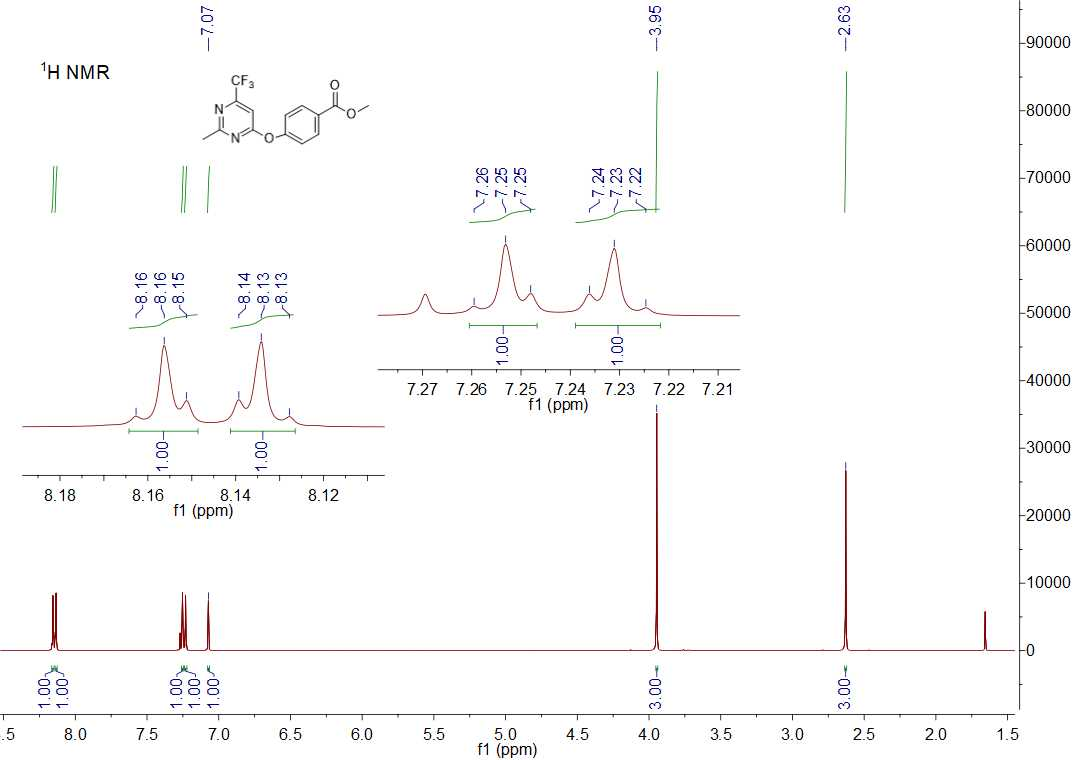 7.07
3.95
2.63
¹H NMR
CF₃
N
N
O
O
O
7.26
7.25
7.25
7.24
7.23
7.22
8.16
8.16
8.15
8.14
8.13
8.13
1.00
1.00
7.27 7.26 7.25 7.24 7.23 7.22 7.21
f1 (ppm)
1.00
1.00
8.18 8.16 8.14 8.12
f1 (ppm)
90000
80000
70000
60000
50000
40000
30000
20000
10000
0
1.00
1.00
1.00
1.00
1.00
3.00
3.00
.5 8.0 7.5 7.0 6.5 6.0 5.5 5.0 4.5 4.0 3.5 3.0 2.5 2.0 1.5
f1 (ppm)